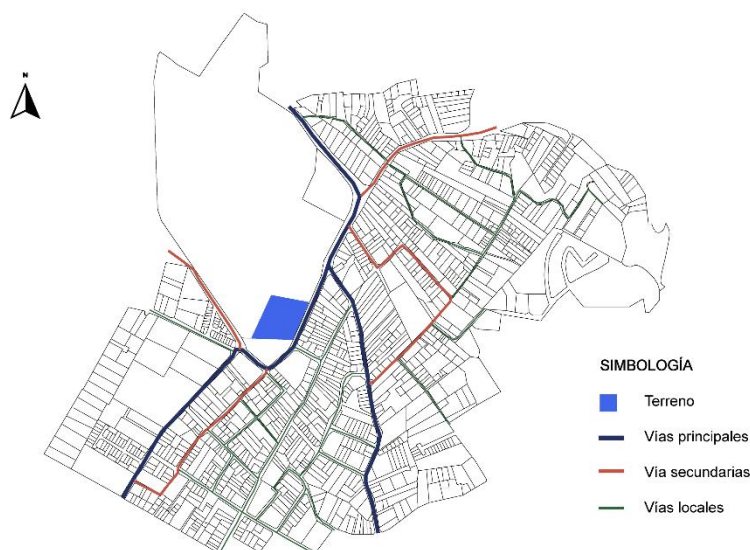 N
SIMBOLOGÍA
Terreno
Vías principales
Vía secundarias
Vías locales